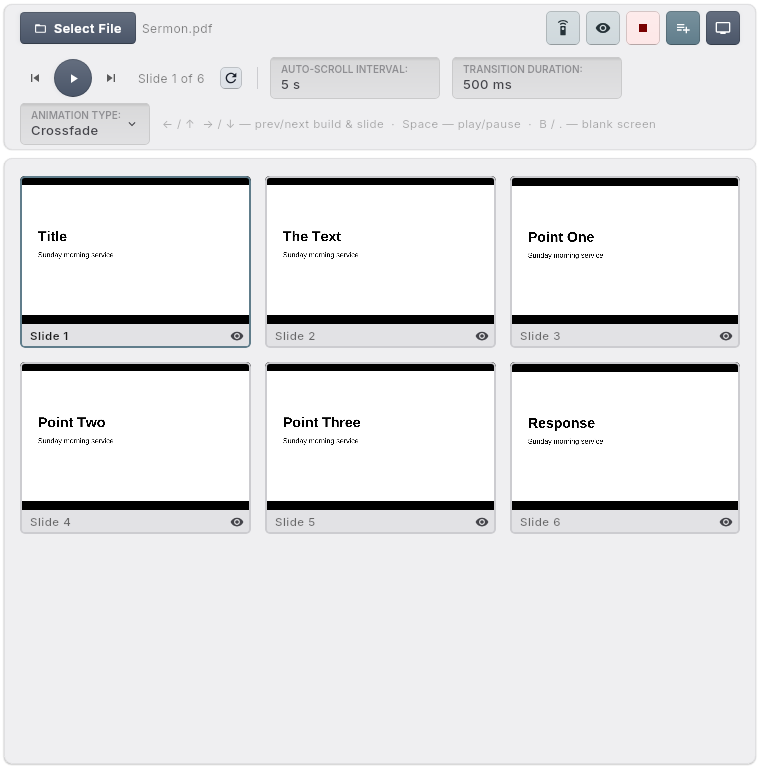 Select File Sermon.pdf
Slide 1 of 6
AUTO-SCROLL INTERVAL:
5 s
TRANSITION DURATION:
500 ms
ANIMATION TYPE:
Crossfade
← / ↑ → / ↓ — prev/next build & slide · Space — play/pause · B / . — blank screen
Title
Sunday morning service
Slide 1
The Text
Sunday morning service
Slide 2
Point One
Sunday morning service
Slide 3
Point Two
Sunday morning service
Slide 4
Point Three
Sunday morning service
Slide 5
Response
Sunday morning service
Slide 6